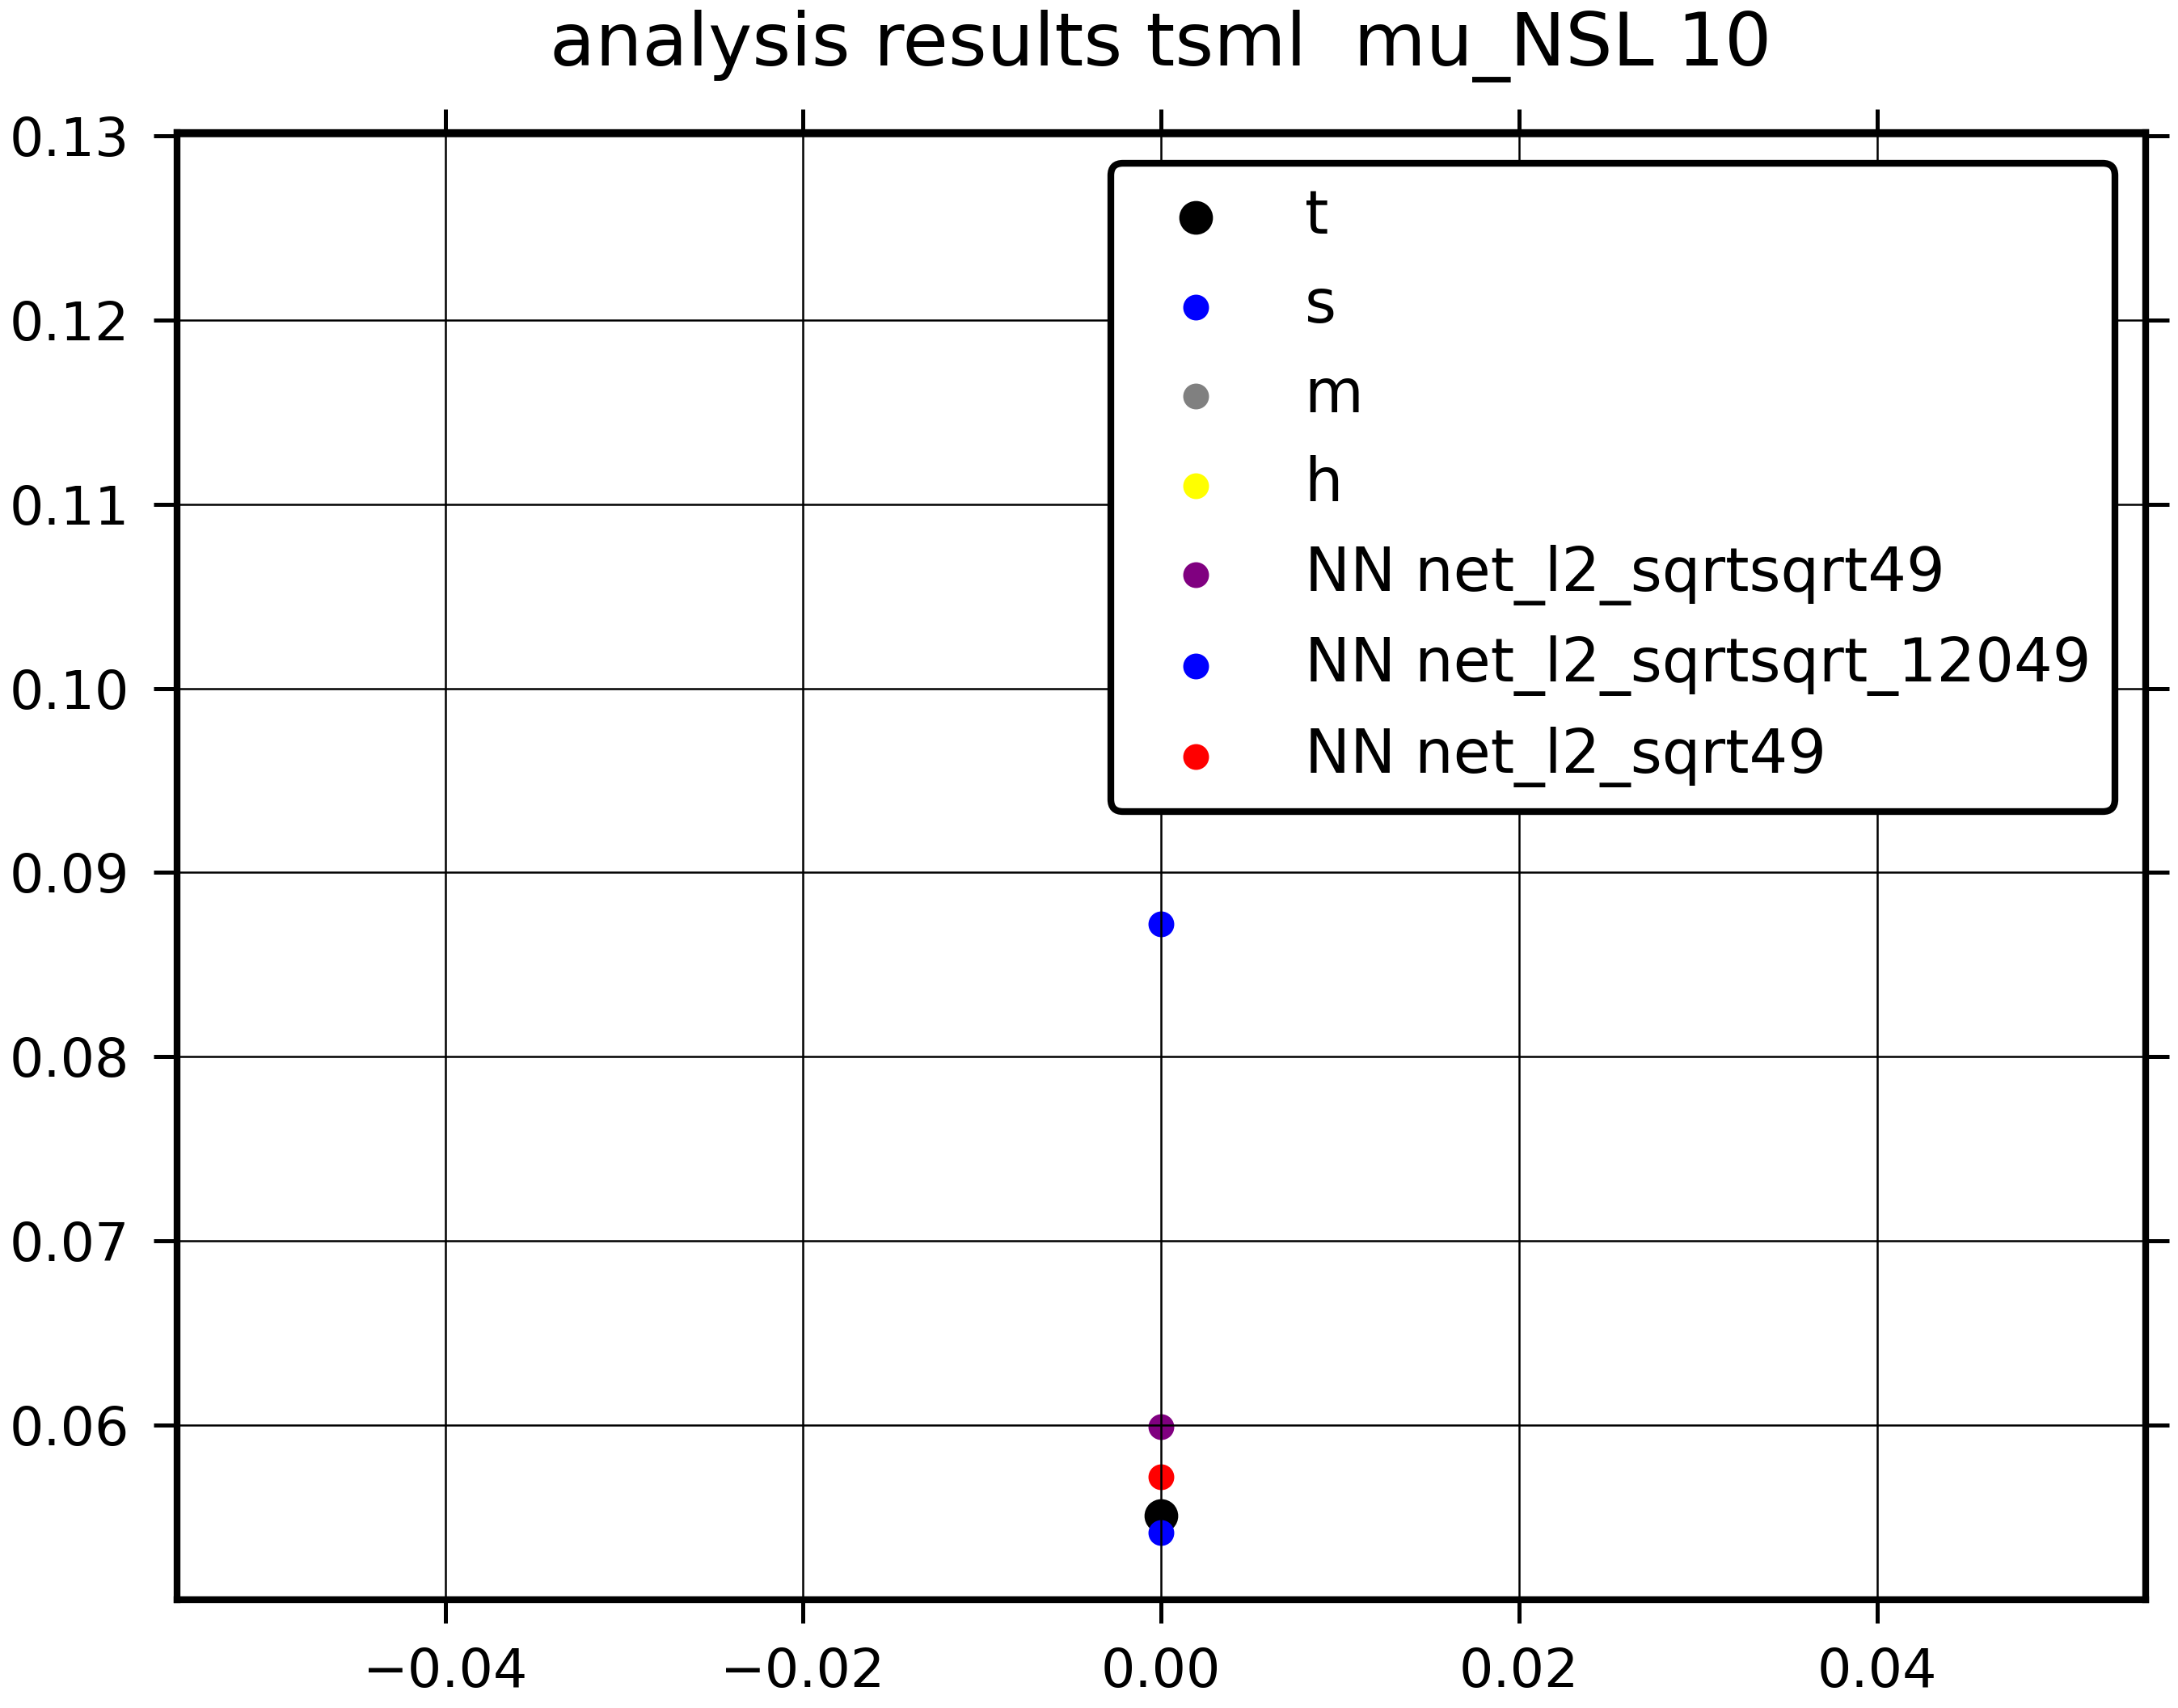 analysis results tsml  mu_NSL 10
0.13
0.12
0.11
0.10
0.09
0.08
0.07
0.06
t
s
m
h
NN net_l2_sqrtsqrt49
NN net_l2_sqrtsqrt_12049
NN net_l2_sqrt49
−0.04
−0.02
0.00
0.02
0.04